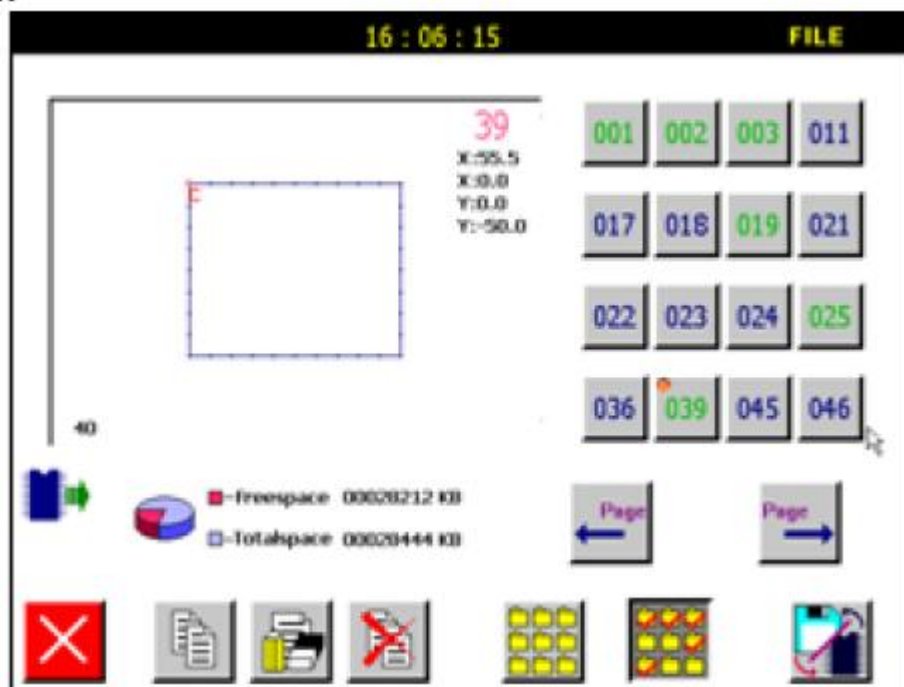 16 : 06 : 15 FILE
39
X:55.5
X:0.0
Y:0.0
Y:-50.0
40
001 002 003 011
017 018 019 021
022 023 024 025
036 039 045 046
-freespace 00028212 KB
-Totalspace 00028444 KB
Page Page